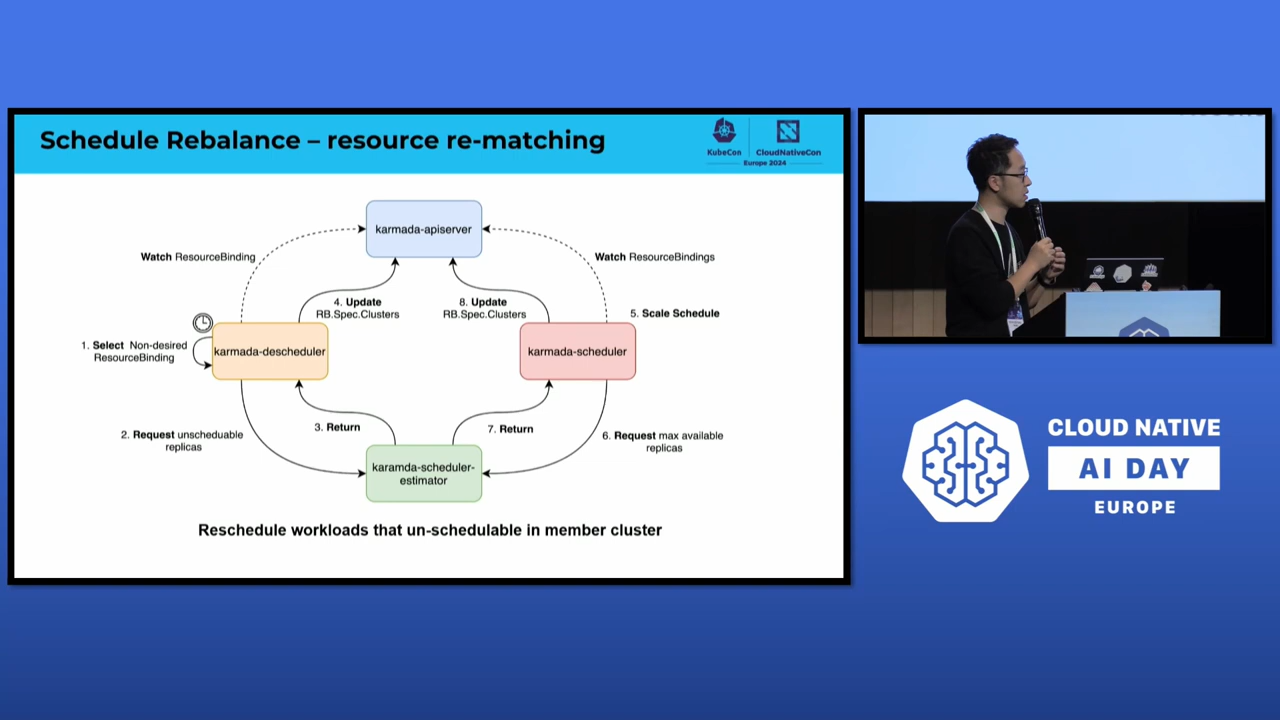 Schedule Rebalance – resource re-matching
KubeCon
CloudNativeCon
Europe 2024
karmada-apiserver
Watch ResourceBinding
Watch ResourceBindings
4. Update
RB.Spec.Clusters
8. Update
RB.Spec.Clusters
5. Scale Schedule
1. Select Non-desired
ResourceBinding
karmada-descheduler
karmada-scheduler
2. Request unscheduable
replicas
3. Return
7. Return
6. Request max available
replicas
karamda-scheduler-
estimator
Reschedule workloads that un-schedulable in member cluster
CLOUD NATIVE
AI DAY
EUROPE